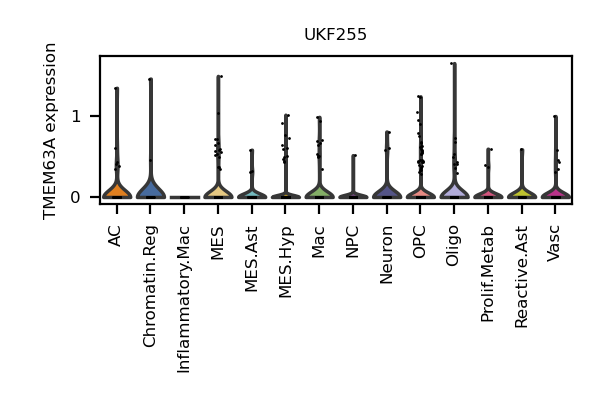 UKF255
TMEM63A expression
1
0
AC
Chromatin.Reg
Inflammatory.Mac
MES
MES.Ast
MES.Hyp
Mac
NPC
Neuron
OPC
Oligo
Prolif.Metab
Reactive.Ast
Vasc